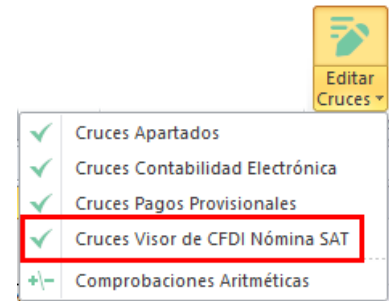 Editar
Cruces
Cruces Apartados
Cruces Contabilidad Electrónica
Cruces Pagos Provisionales
Cruces Visor de CFDI Nómina SAT
Comprobaciones Aritméticas